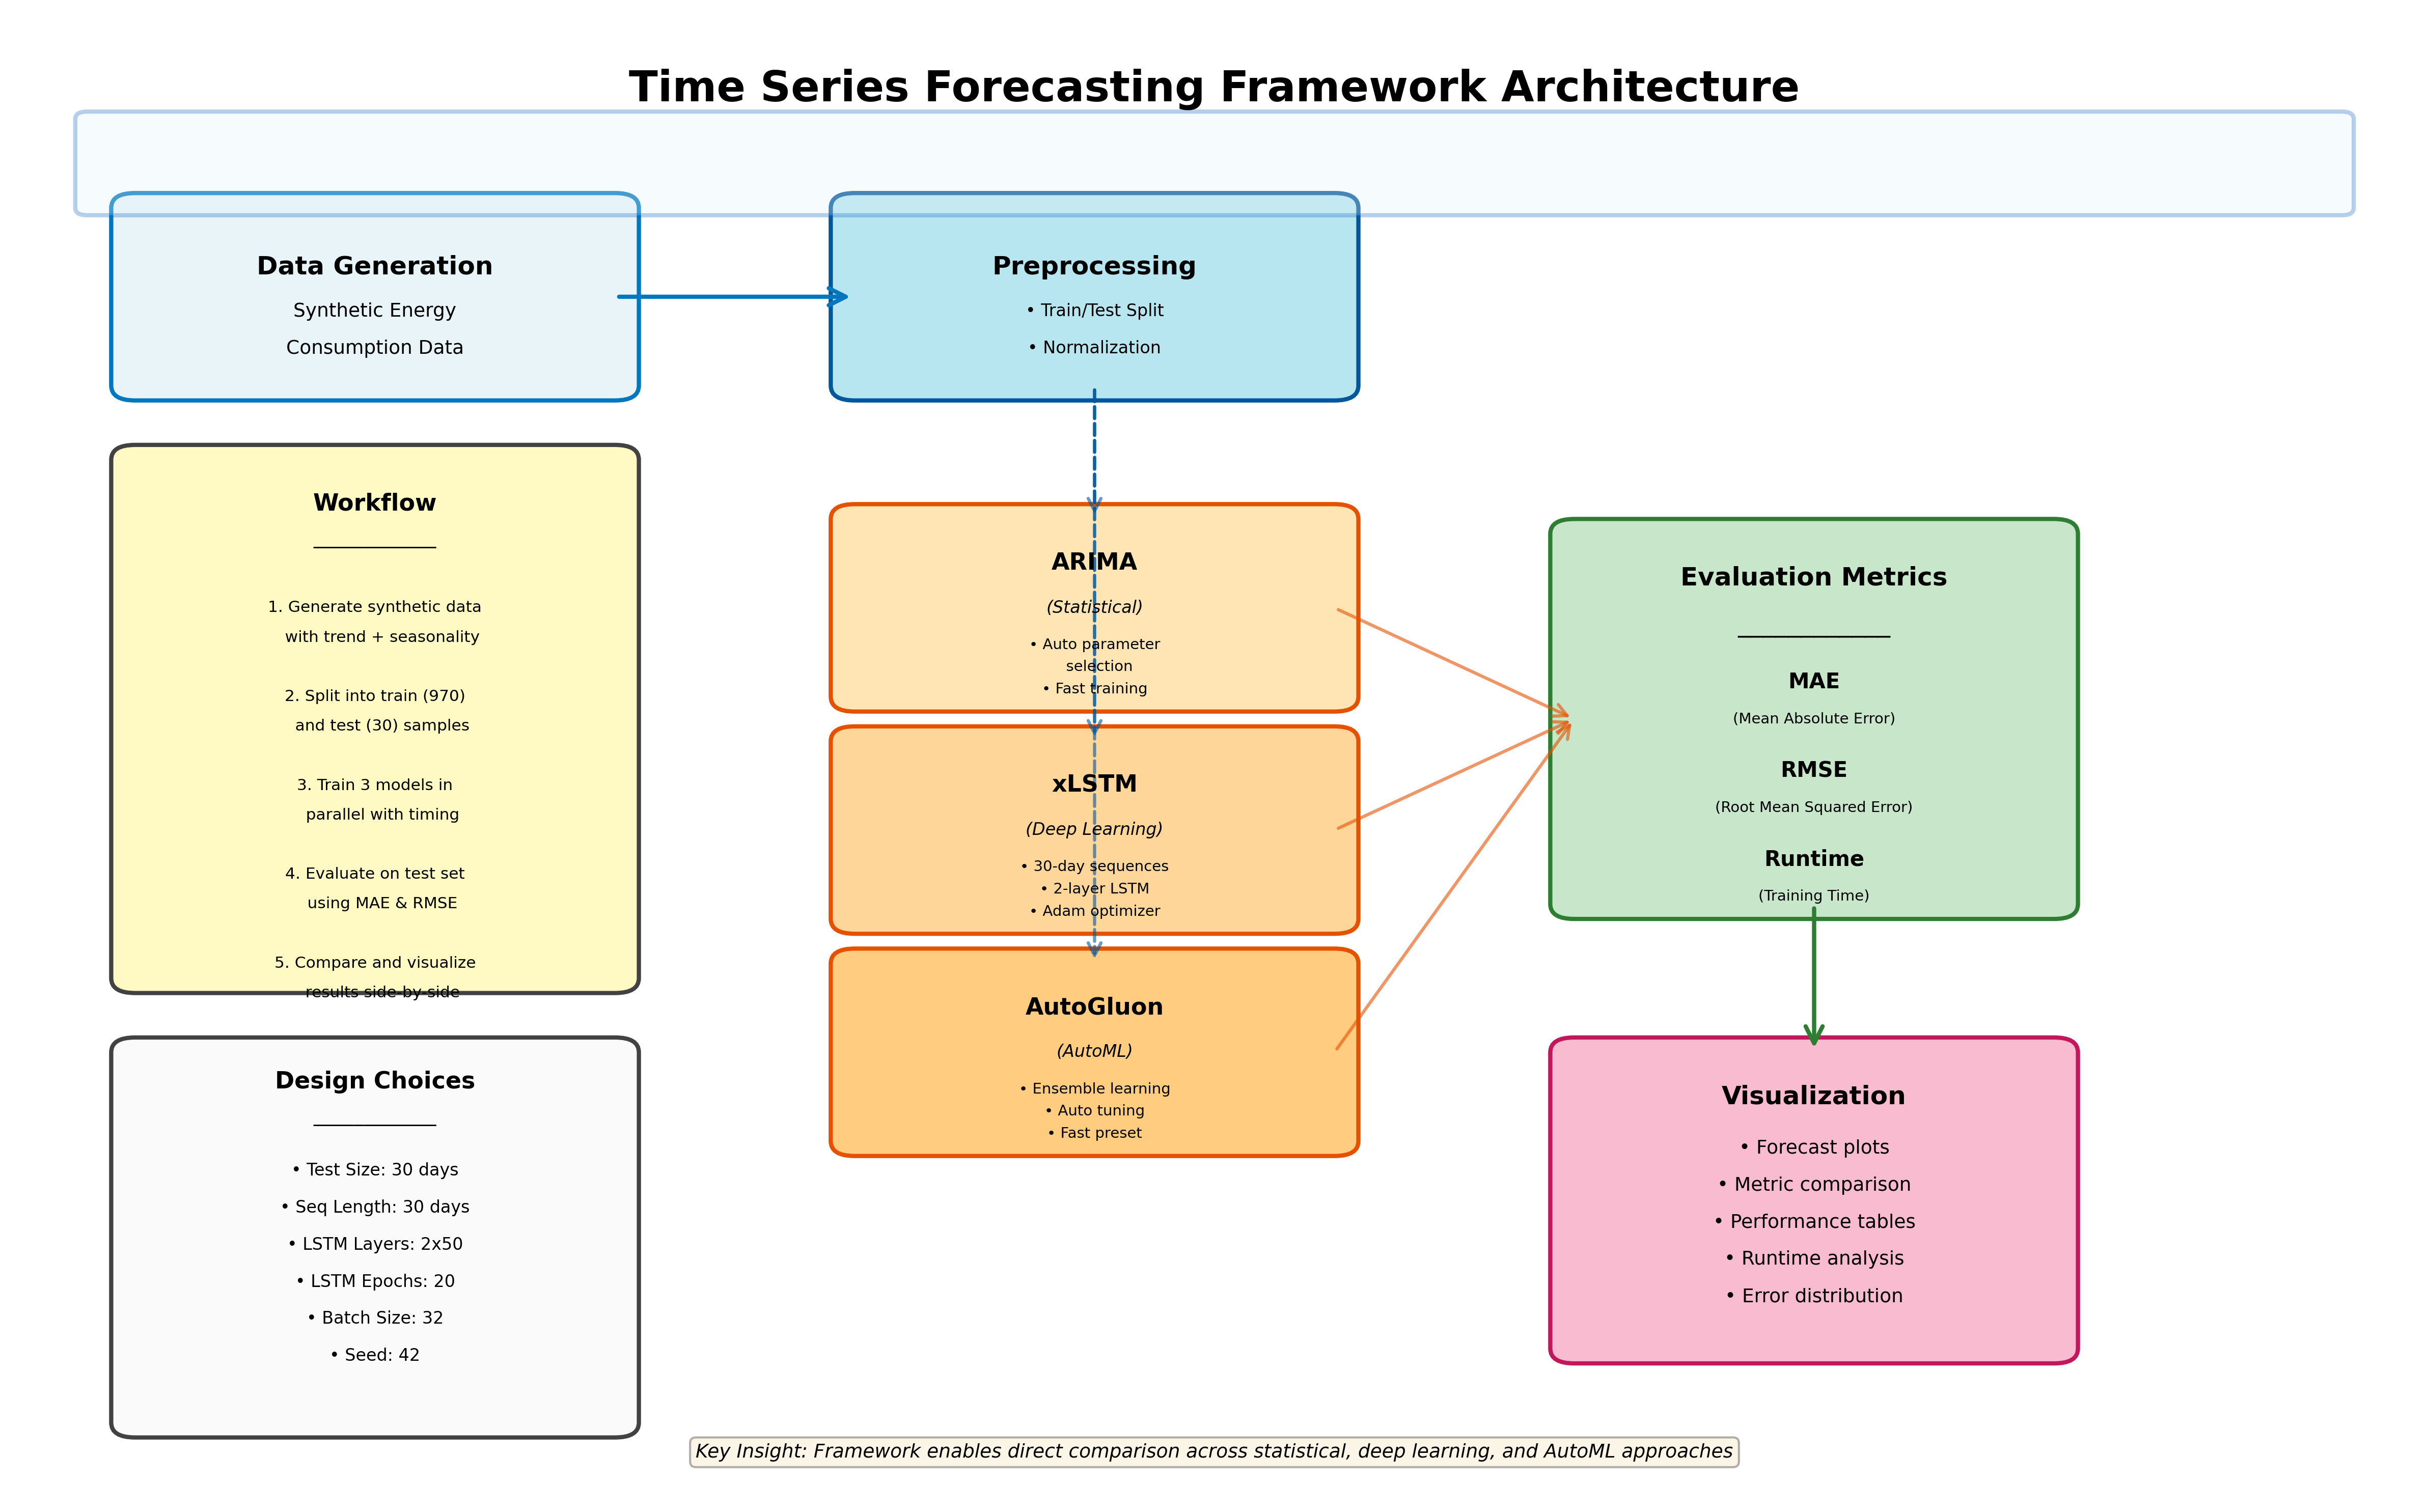 Time Series Forecasting Framework Architecture
Data Generation
Synthetic Energy
Consumption Data
Preprocessing
• Train/Test Split
• Normalization
Workflow
1. Generate synthetic data
with trend + seasonality
2. Split into train (970)
and test (30) samples
3. Train 3 models in
parallel with timing
4. Evaluate on test set
using MAE & RMSE
5. Compare and visualize
results side-by-side
Design Choices
• Test Size: 30 days
• Seq Length: 30 days
• LSTM Layers: 2x50
• LSTM Epochs: 20
• Batch Size: 32
• Seed: 42
ARIMA
(Statistical)
• Auto parameter
selection
• Fast training
xLSTM
(Deep Learning)
• 30-day sequences
• 2-layer LSTM
• Adam optimizer
AutoGluon
(AutoML)
• Ensemble learning
• Auto tuning
• Fast preset
Evaluation Metrics
MAE
(Mean Absolute Error)
RMSE
(Root Mean Squared Error)
Runtime
(Training Time)
Visualization
• Forecast plots
• Metric comparison
• Performance tables
• Runtime analysis
• Error distribution
Key Insight: Framework enables direct comparison across statistical, deep learning, and AutoML approaches